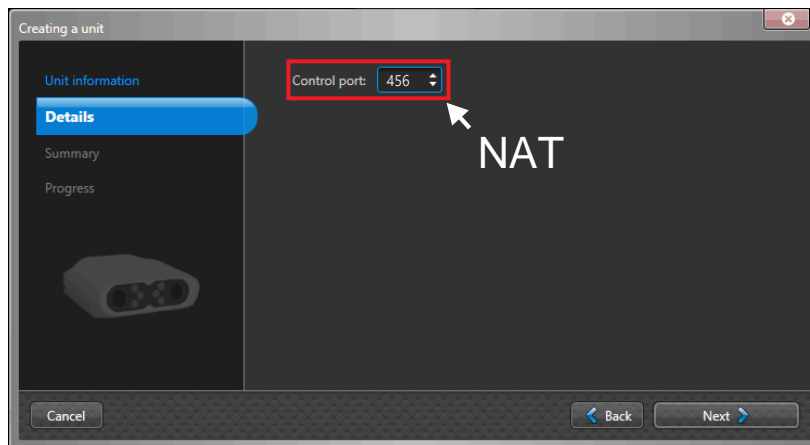 Creating a unit
Unit information
Details
Summary
Progress
Control port: 456
NAT
Cancel
Back
Next